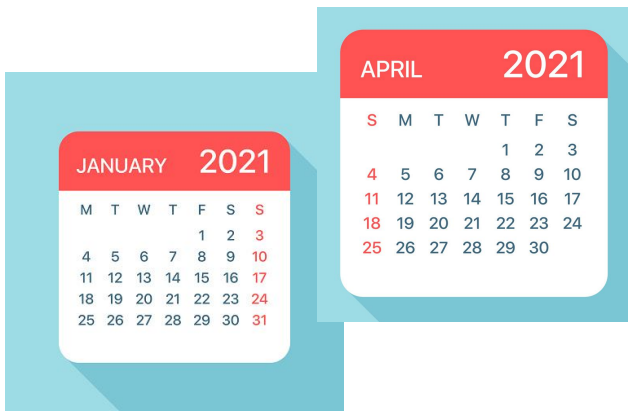 JANUARY 2021
M T W T F S S
1 2 3
4 5 6 7 8 9 10
11 12 13 14 15 16 17
18 19 20 21 22 23 24
25 26 27 28 29 30 31
APRIL 2021
S M T W T F S
1 2 3
4 5 6 7 8 9 10
11 12 13 14 15 16 17
18 19 20 21 22 23 24
25 26 27 28 29 30